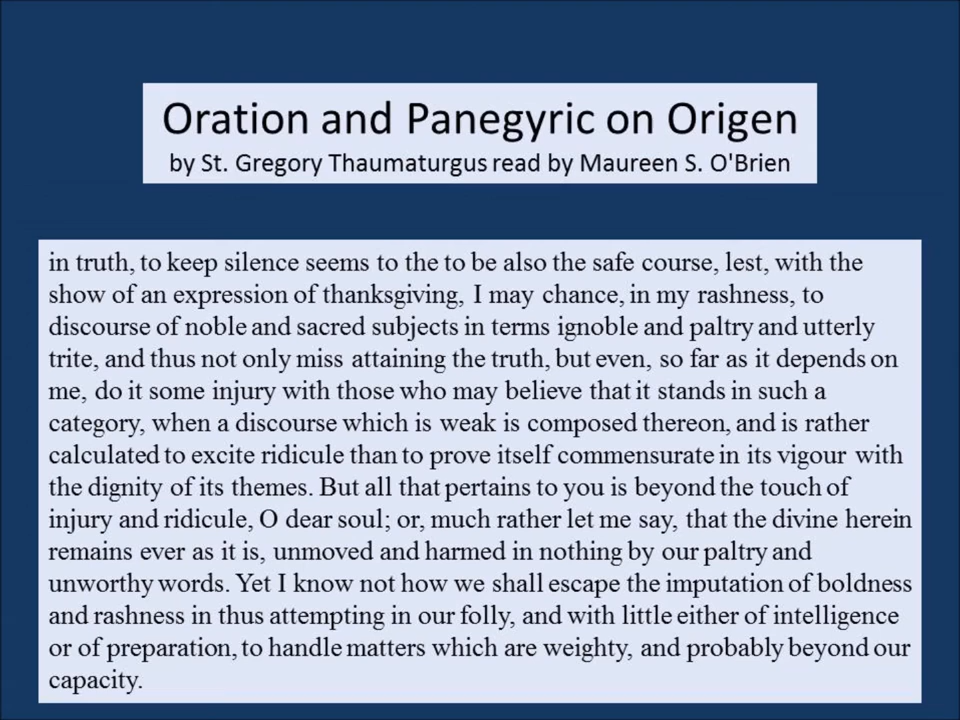 Oration and Panegyric on Origen
by St. Gregory Thaumaturgus read by Maureen S. O'Brien
in truth, to keep silence seems to the to be also the safe course, lest, with the
show of an expression of thanksgiving, I may chance, in my rashness, to
discourse of noble and sacred subjects in terms ignoble and paltry and utterly
trite, and thus not only miss attaining the truth, but even, so far as it depends on
me, do it some injury with those who may believe that it stands in such a
category, when a discourse which is weak is composed thereon, and is rather
calculated to excite ridicule than to prove itself commensurate in its vigour with
the dignity of its themes. But all that pertains to you is beyond the touch of
injury and ridicule, O dear soul; or, much rather let me say, that the divine herein
remains ever as it is, unmoved and harmed in nothing by our paltry and
unworthy words. Yet I know not how we shall escape the imputation of boldness
and rashness in thus attempting in our folly, and with little either of intelligence
or of preparation, to handle matters which are weighty, and probably beyond our
capacity.